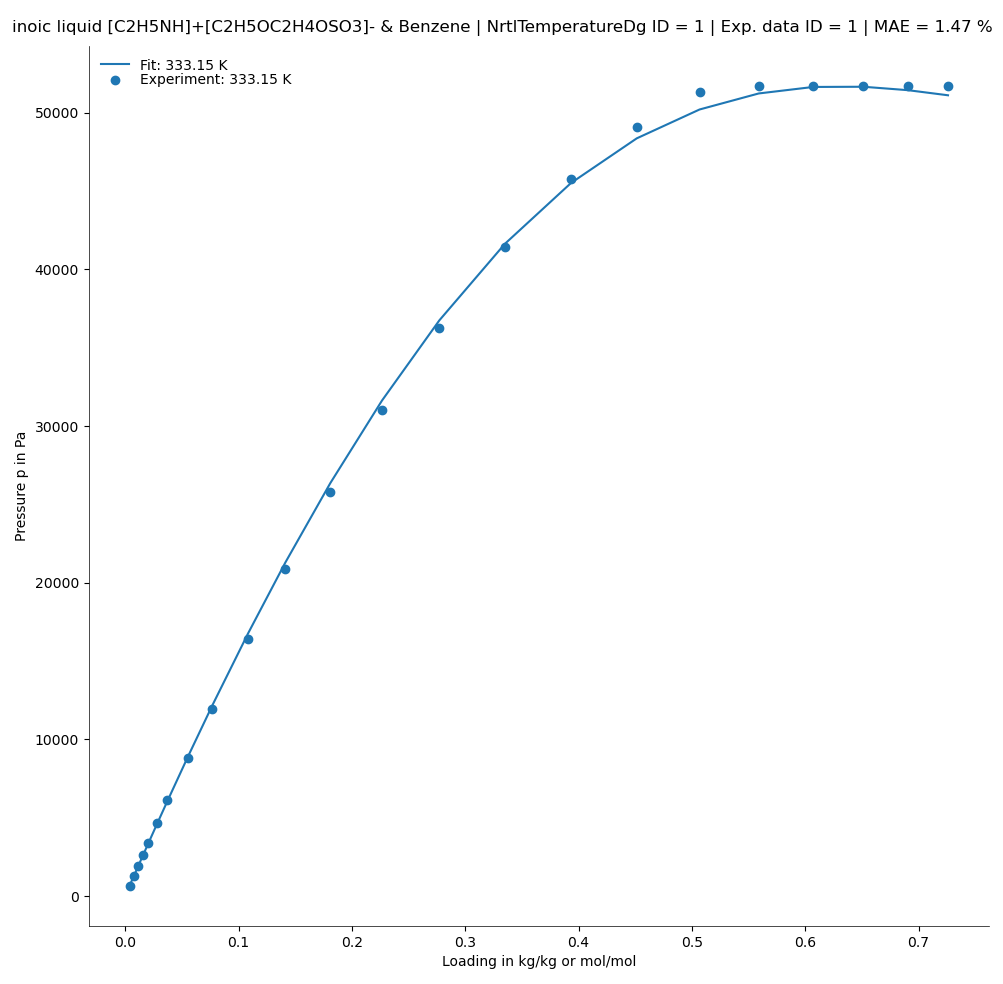 inoic liquid [C2H5NH]+[C2H5OC2H4OSO3]- & Benzene | NrtlTemperatureDg ID = 1 | Exp. data ID = 1 | MAE = 1.47 %
Fit: 333.15 K
Experiment: 333.15 K
50000
40000
30000
20000
10000
0
Pressure p in Pa
0.0 0.1 0.2 0.3 0.4 0.5 0.6 0.7
Loading in kg/kg or mol/mol